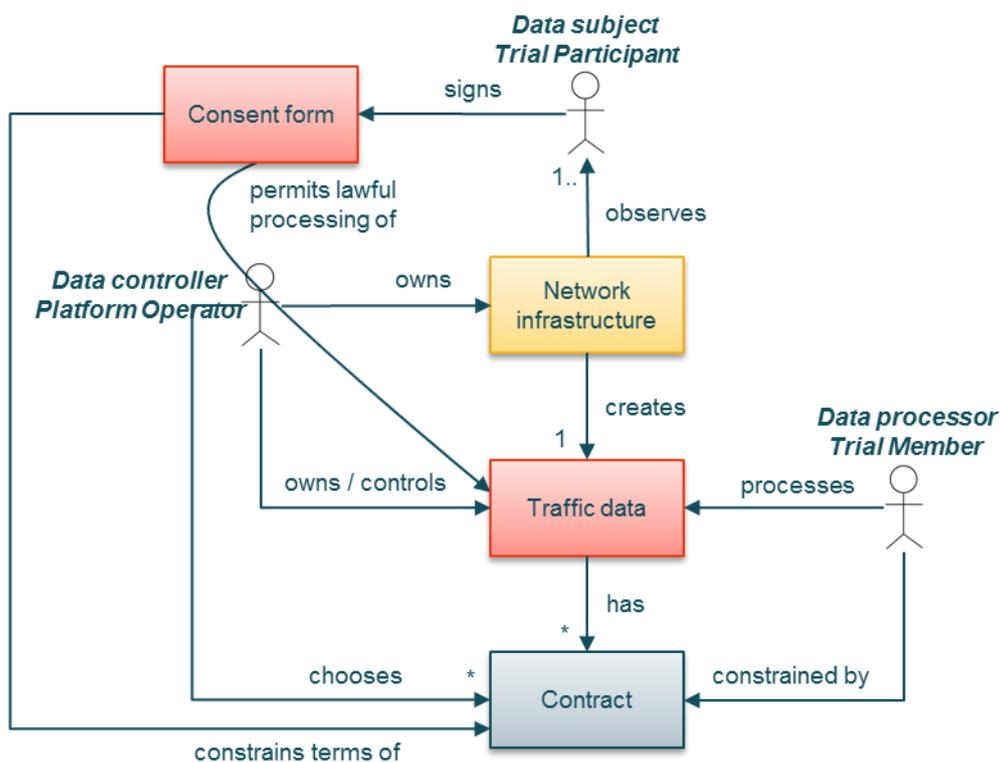 Data subject
Trial Participant
signs
Consent form
1..
permits lawful
processing of
observes
Data controller
Platform Operator
owns
Network
infrastructure
creates
1
Data processor
Trial Member
owns / controls
Traffic data
processes
has
*
chooses
*
Contract
constrained by
constrains terms of